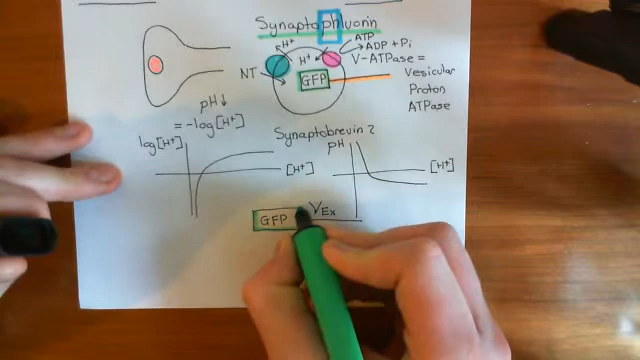 Synaptophluorin
H⁺
ATP
ADP + Pi
H⁺
V-ATPase =
NT
GFP
Vesicular
Proton
ATPase
pH↓
= -log[H⁺]
Synaptobrevin 2
log[H⁺]
[H⁺]
pH
[H⁺]
GFP
VEx